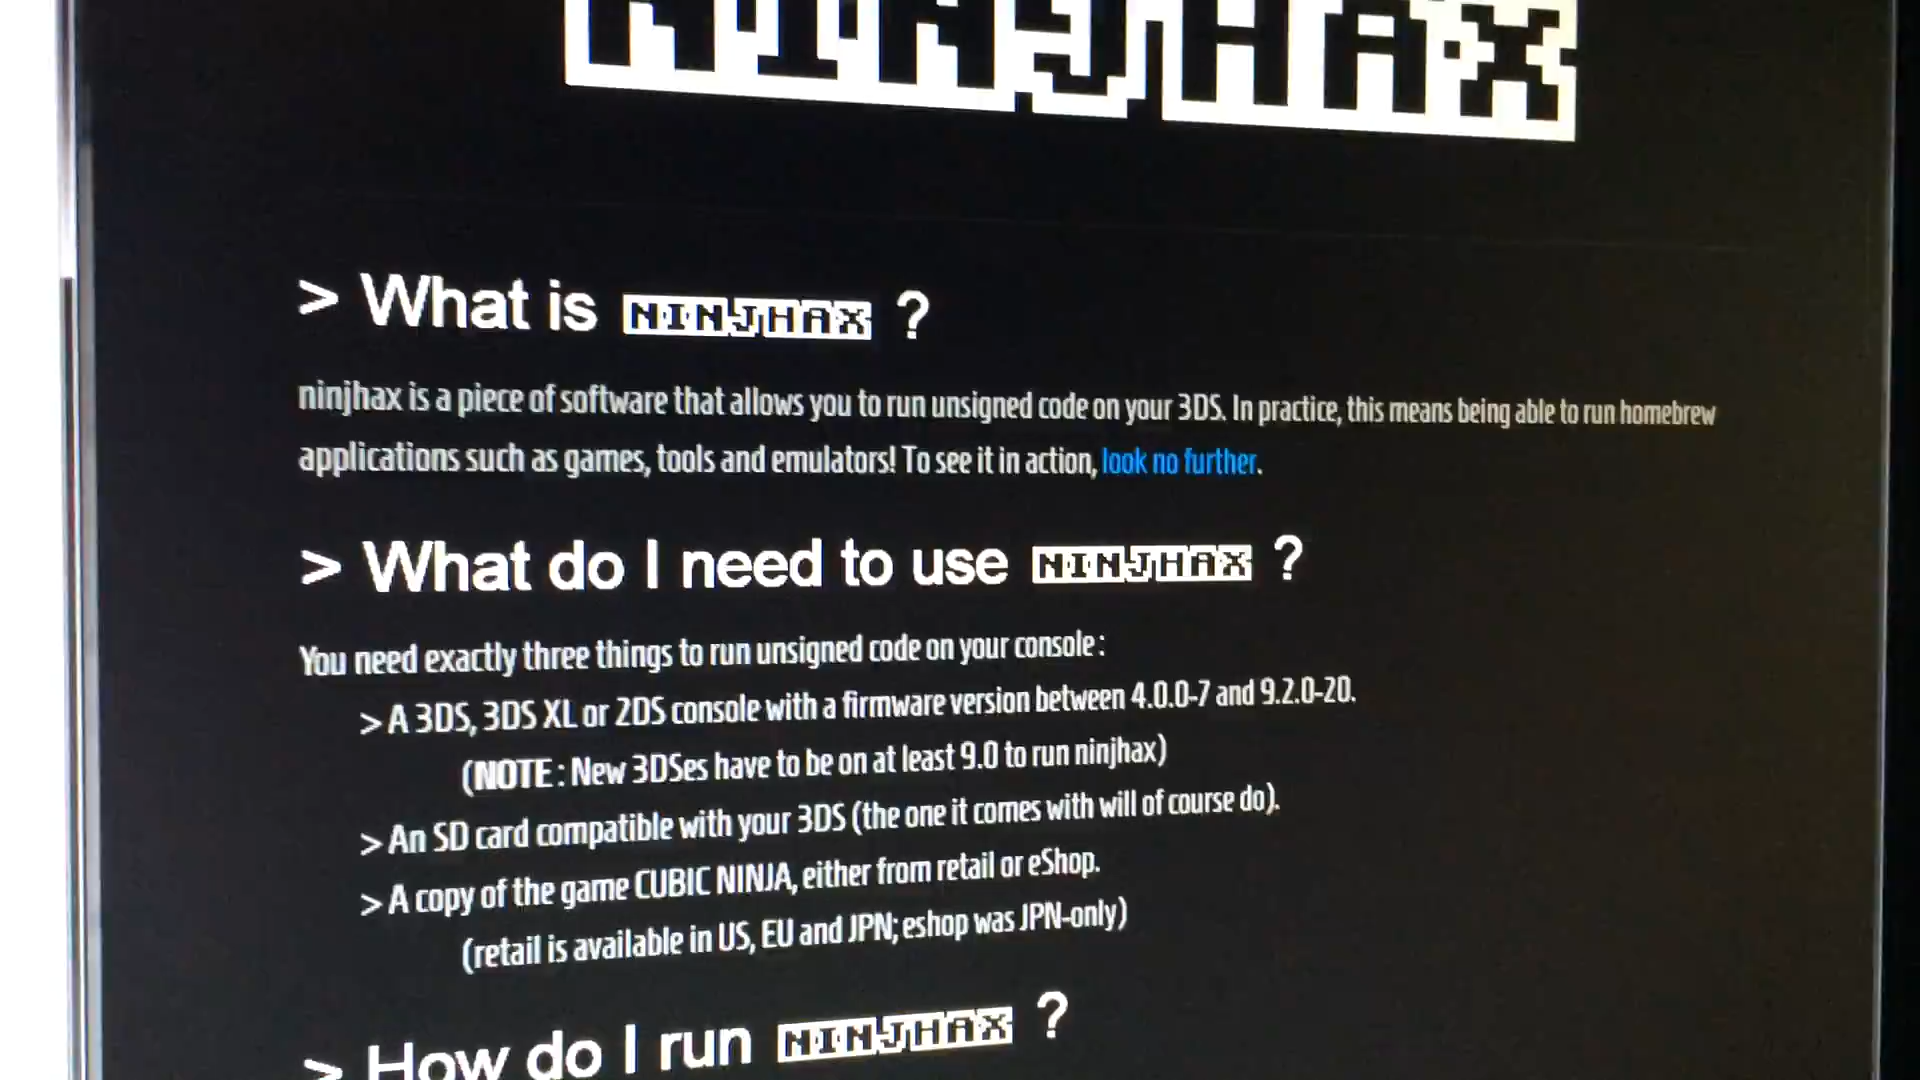 NINJHAX
> What is NINJHAX ?
ninjhax is a piece of software that allows you to run unsigned code on your 3DS. In practice, this means being able to run homebrew
applications such as games, tools and emulators! To see it in action, look no further.
> What do I need to use NINJHAX ?
You need exactly three things to run unsigned code on your console :
> A 3DS, 3DS XL or 2DS console with a firmware version between 4.0.0-7 and 9.2.0-20.
(NOTE : New 3DSes have to be on at least 9.0 to run ninjhax)
> An SD card compatible with your 3DS (the one it comes with will of course do).
> A copy of the game CUBIC NINJA, either from retail or eShop.
(retail is available in US, EU and JPN; eshop was JPN-only)
> How do I run NINJHAX ?